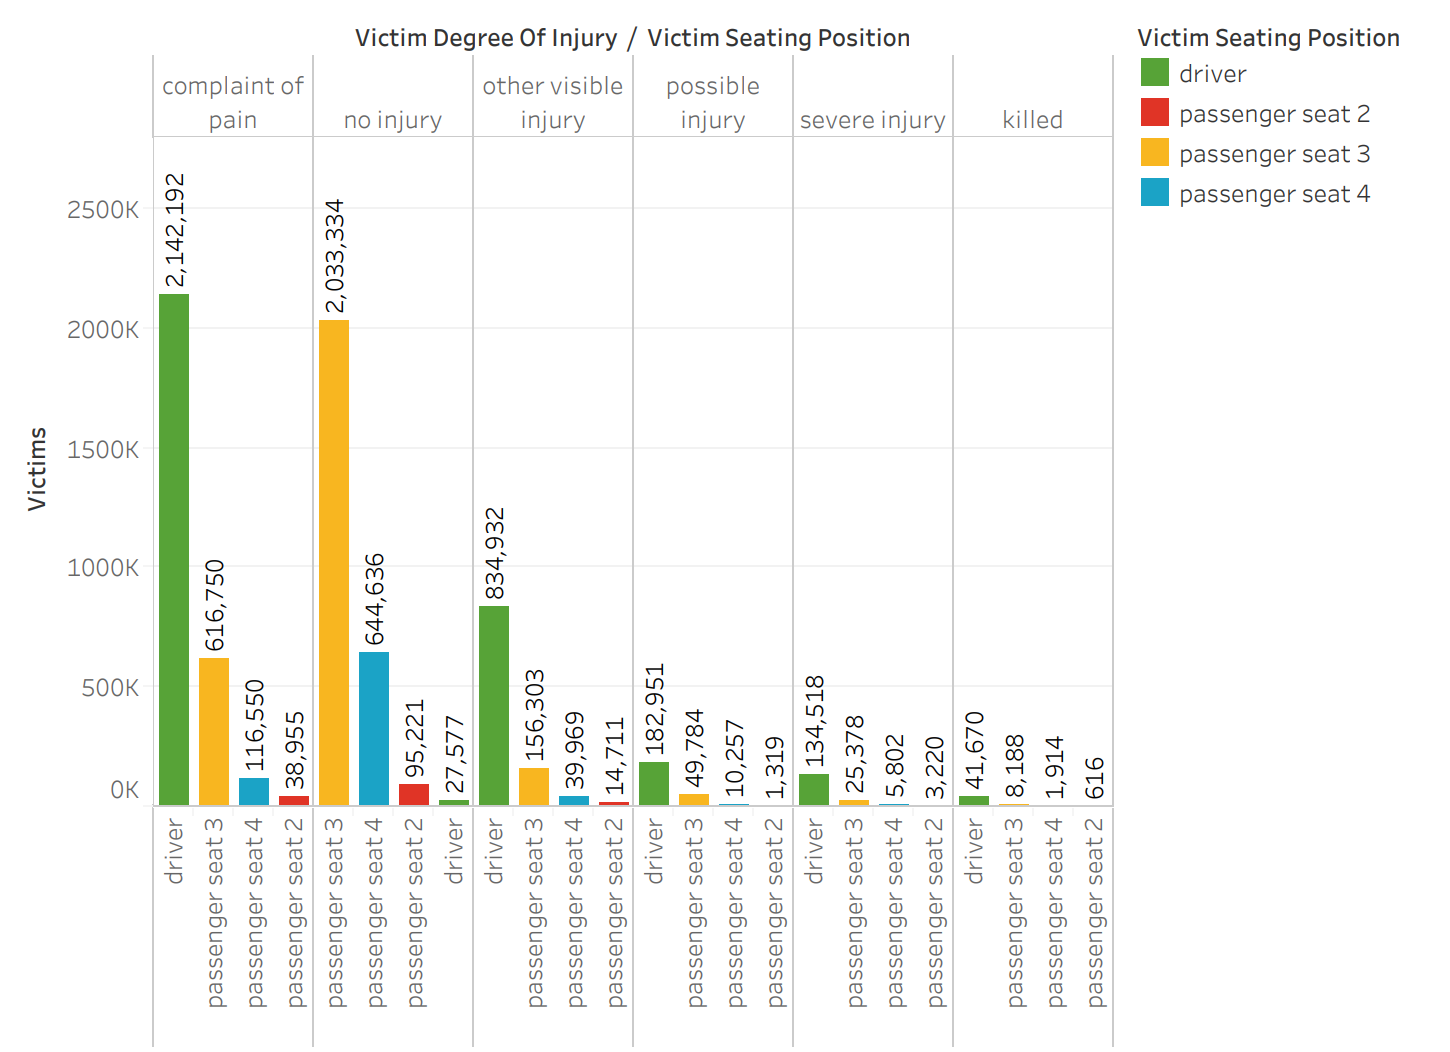 Victim Degree Of Injury / Victim Seating Position
Victim Seating Position
driver
passenger seat 2
passenger seat 3
passenger seat 4
complaint of
pain
no injury
other visible
injury
possible
injury
severe injury
killed
Victims
2500K
2000K
1500K
1000K
500K
0K
2,142,192
616,750
116,550
38,955
2,033,334
644,636
95,221
27,577
834,932
156,303
39,969
14,711
182,951
49,784
10,257
1,319
134,518
25,378
5,802
3,220
41,670
8,188
1,914
616
driver
passenger seat 3
passenger seat 4
passenger seat 2
passenger seat 3
passenger seat 4
passenger seat 2
driver
driver
passenger seat 3
passenger seat 4
passenger seat 2
driver
passenger seat 3
passenger seat 4
passenger seat 2
driver
passenger seat 3
passenger seat 4
passenger seat 2
driver
passenger seat 3
passenger seat 4
passenger seat 2